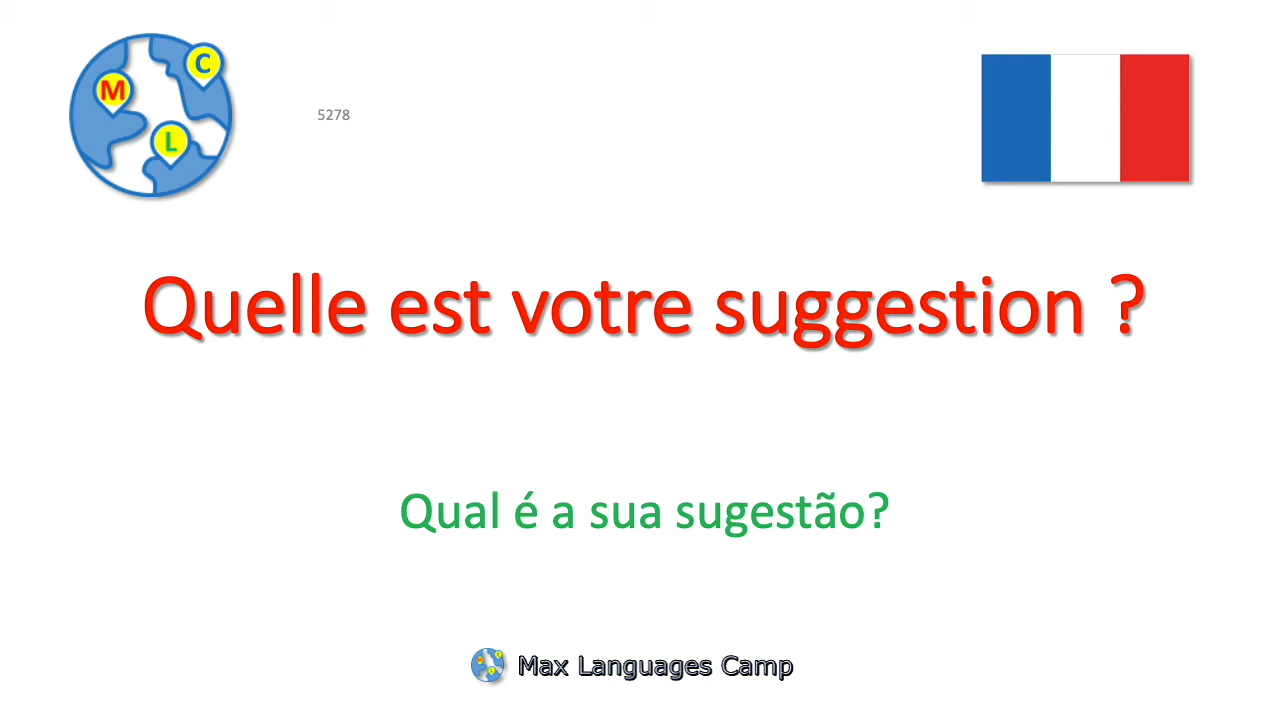 M
C
L
5278
Quelle est votre suggestion ?
Qual é a sua sugestão?
Max Languages Camp